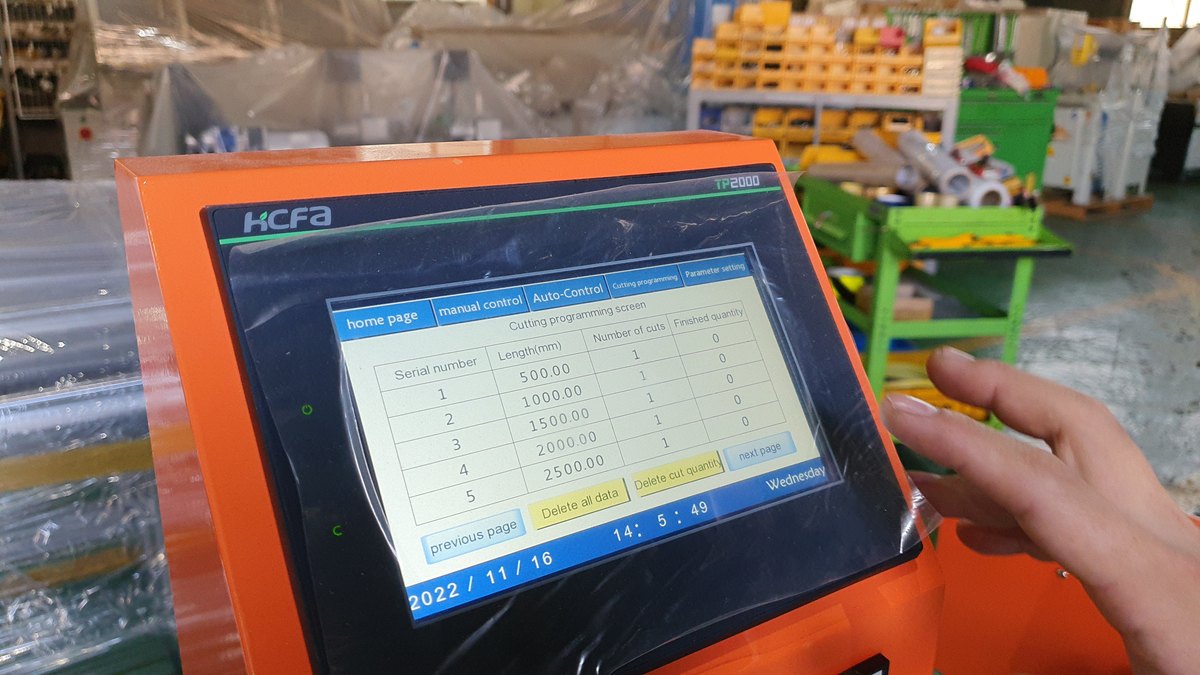 HCFA
TP2000
home page manual control Auto-Control Cutting programming Parameter setting
Cutting programming screen
Serial number Length(mm) Number of cuts Finished quantity
1 500.00 1 0
2 1000.00 1 0
3 1500.00 1 0
4 2000.00 1 0
5 2500.00 1 0
previous page Delete all data Delete cut quantity next page
2022 / 11 / 16 14: 5 : 49 Wednesday